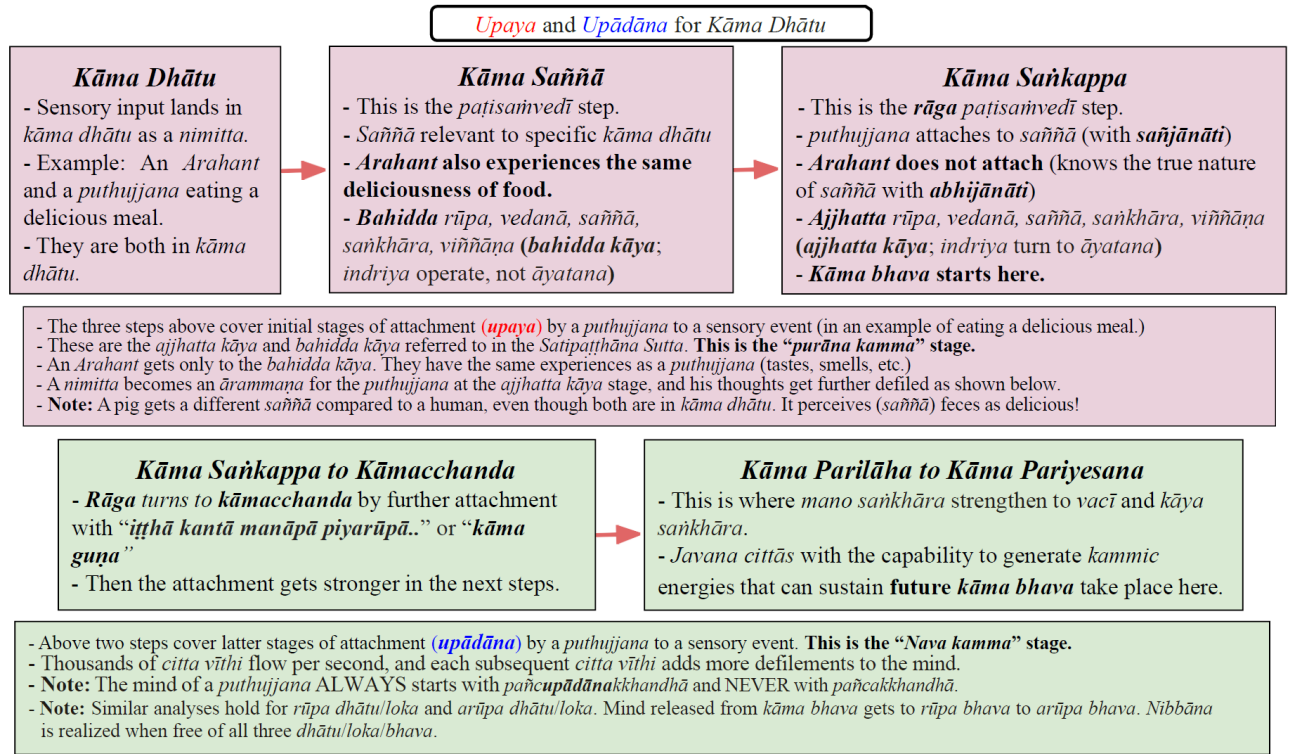 Upaya and Upādāna for Kāma Dhātu
Kāma Dhātu
- Sensory input lands in
kāma dhātu as a nimitta.
- Example: An Arahant
and a puthujjana eating a
delicious meal.
- They are both in kāma
dhātu.
Kāma Saññā
- This is the paṭisaṁvedī step.
- Saññā relevant to specific kāma dhātu
- Arahant also experiences the same
deliciousness of food.
- Bahidda rūpa, vedanā, saññā,
saṅkhāra, viññāṇa (bahidda kāya;
indriya operate, not āyatana)
Kāma Saṅkappa
- This is the rāga paṭisaṁvedī step.
- puthujjana attaches to saññā (with sañjānāti)
- Arahant does not attach (knows the true nature
of saññā with abhijānāti)
- Ajjhatta rūpa, vedanā, saññā, saṅkhāra, viññāṇa
(ajjhatta kāya; indriya turn to āyatana)
- Kāma bhava starts here.
- The three steps above cover initial stages of attachment (upaya) by a puthujjana to a sensory event (in an example of eating a delicious meal.)
- These are the ajjhatta kāya and bahidda kāya referred to in the Satipaṭṭhāna Sutta. This is the “purāna kamma” stage.
- An Arahant gets only to the bahidda kāya. They have the same experiences as a puthujjana (tastes, smells, etc.)
- A nimitta becomes an ārammaṇa for the puthujjana at the ajjhatta kāya stage, and his thoughts get further defiled as shown below.
- Note: A pig gets a different saññā compared to a human, even though both are in kāma dhātu. It perceives (saññā) feces as delicious!
Kāma Saṅkappa to Kāmacchanda
- Rāga turns to kāmacchanda by further attachment
with “iṭṭhā kantā manāpā piyarūpā..” or “kāma
guṇa”
- Then the attachment gets stronger in the next steps.
Kāma Parilāha to Kāma Pariyesana
- This is where mano saṅkhāra strengthen to vacī and kāya
saṅkhāra.
- Javana cittās with the capability to generate kammic
energies that can sustain future kāma bhava take place here.
- Above two steps cover latter stages of attachment (upādāna) by a puthujjana to a sensory event. This is the “Nava kamma” stage.
- Thousands of citta vīthi flow per second, and each subsequent citta vīthi adds more defilements to the mind.
- Note: The mind of a puthujjana ALWAYS starts with pañcupādānakkhandhā and NEVER with pañcakkhandhā.
- Note: Similar analyses hold for rūpa dhātu/loka and arūpa dhātu/loka. Mind released from kāma bhava gets to rūpa bhava to arūpa bhava. Nibbāna
is realized when free of all three dhātu/loka/bhava.